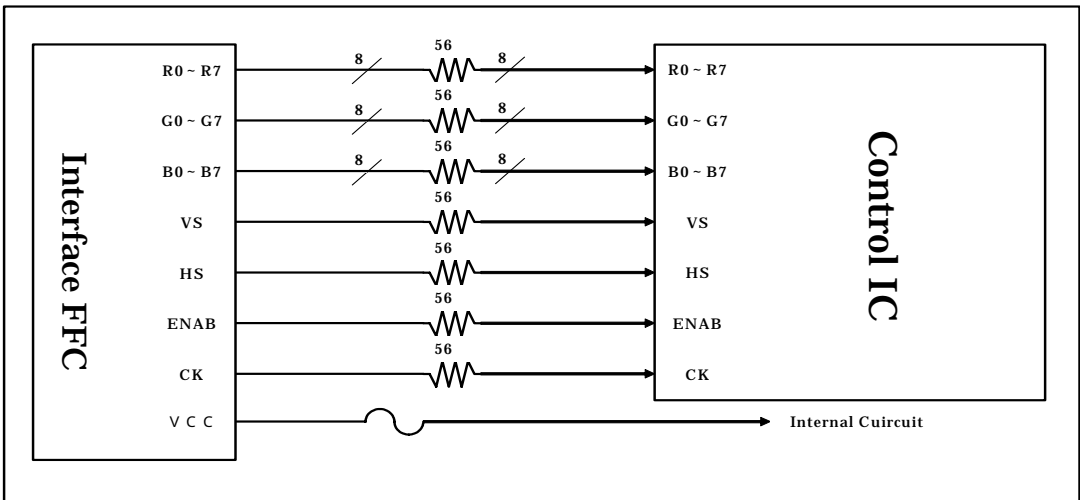 56
R0~R7 8 8 R0~R7
56
G0~G7 8 8 G0~G7
56
B0~B7 8 8 B0~B7
56
VS VS
56
HS HS
56
ENAB ENAB
56
CK CK
VCC Internal Cuircuit
Interface FFC
Control IC